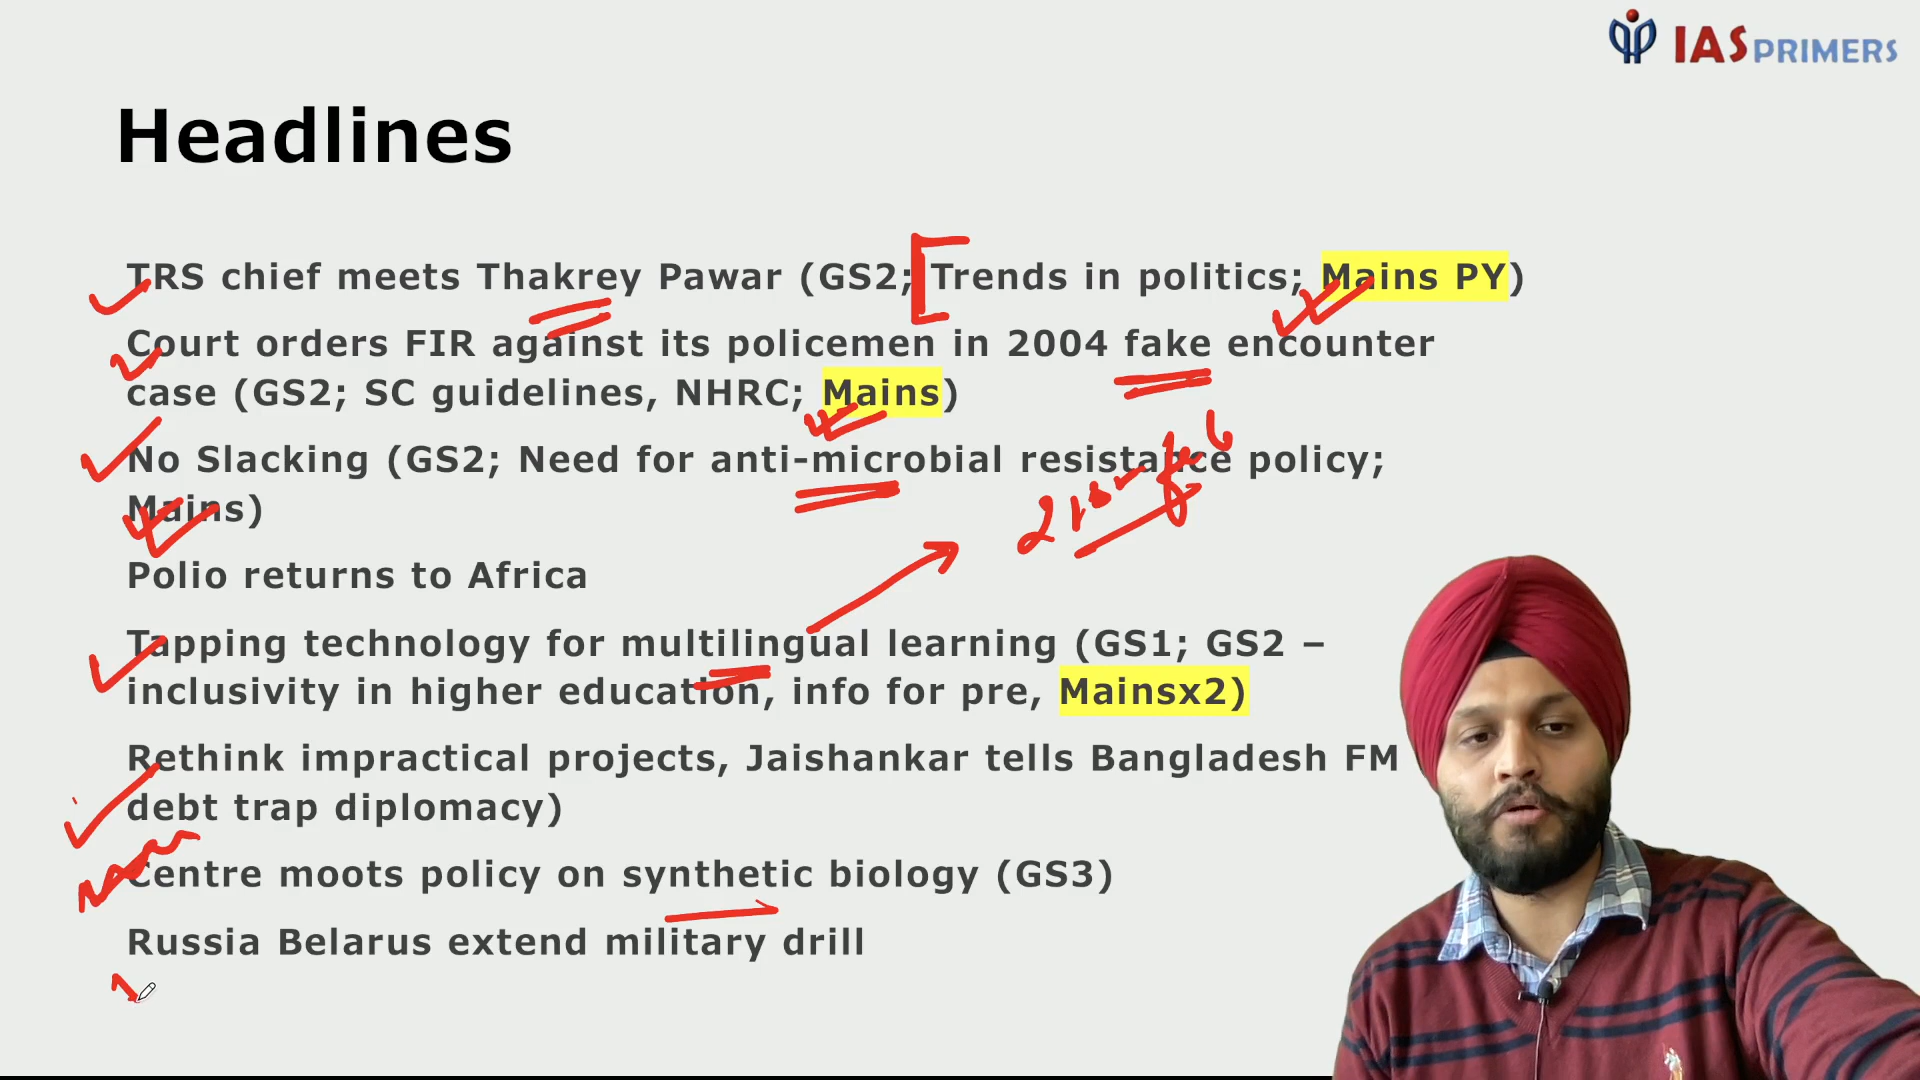 IAS PRIMERS
Headlines
TRS chief meets Thakrey Pawar (GS2; Trends in politics; Mains PY)
Court orders FIR against its policemen in 2004 fake encounter
case (GS2; SC guidelines, NHRC; Mains)
No Slacking (GS2; Need for anti-microbial resistance policy;
Mains)
Polio returns to Africa
Tapping technology for multilingual learning (GS1; GS2 –
inclusivity in higher education, info for pre, Mainsx2)
Rethink impractical projects, Jaishankar tells Bangladesh FM
debt trap diplomacy)
Centre moots policy on synthetic biology (GS3)
Russia Belarus extend military drill